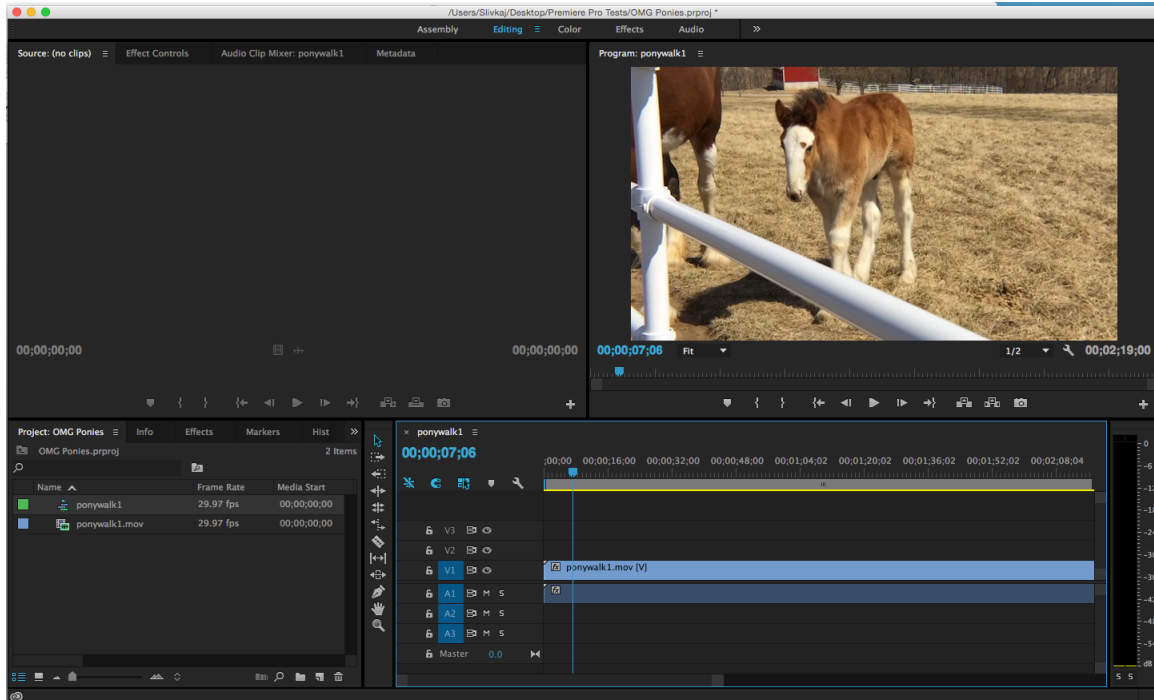 /Users/Slivkaj/Desktop/Premiere Pro Tests/OMG Ponies.prproj *
Assembly Editing Color Effects Audio
Source: (no clips) Effect Controls Audio Clip Mixer: ponywalk1 Metadata
Program: ponywalk1
00;00;00;00 00;00;00;00
00;00;07;06 Fit 1/2 00;02;19;00
Project: OMG Ponies Info Effects Markers Hist
OMG Ponies.prproj 2 Items
Name Frame Rate Media Start
ponywalk1 29.97 fps 00;00;00;00
ponywalk1.mov 29.97 fps 00;00;00;00
× ponywalk1
00;00;07;06
;00;00 00;00;16;00 00;00;32;00 00;00;48;00 00;01;04;02 00;01;20;02 00;01;36;02 00;01;52;02 00;02;08;04
V3
V2
V1 fx ponywalk1.mov [V]
A1 M S fx
A2 M S
A3 M S
Master 0.0
0
-6
dB
S S